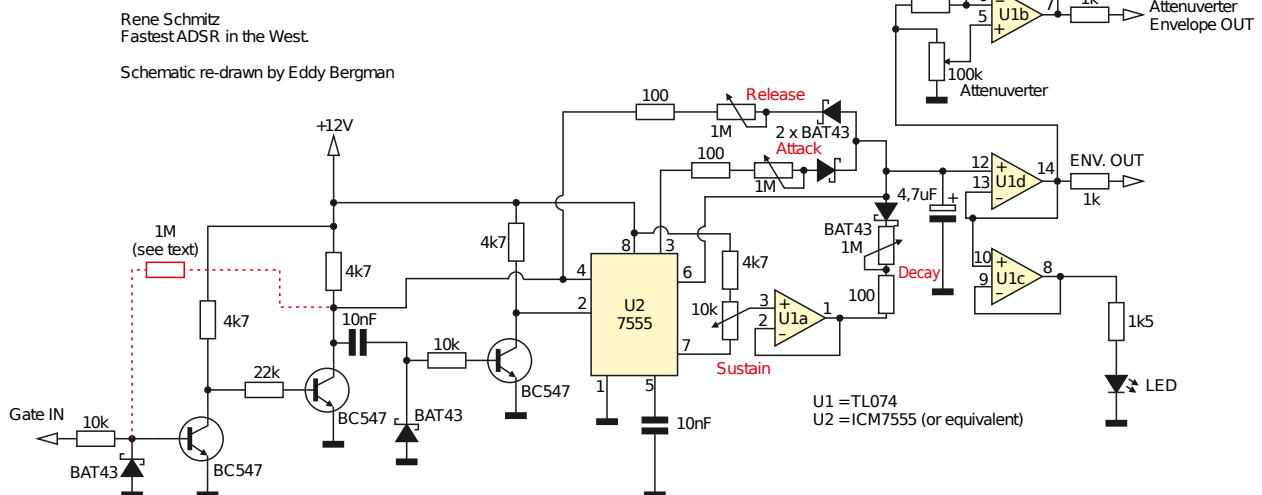 Rene Schmitz
Fastest ADSR in the West.
Schematic re-drawn by Eddy Bergman
U1b
5
+
7
1k
Attenuverter
Envelope OUT
100k
Attenuverter
+12V
100
Release
1M
2 x BAT43
Attack
100
1M
12
+
13
−
U1d
14
ENV. OUT
1k
4,7uF
+
1M
(see text)
4k7
4k7
4k7
BAT43
1M
Decay
100
8
3
4
6
2
7
1
5
U2
7555
4k7
10k
Sustain
3
+
2
−
U1a
1
10
+
9
−
U1c
8
1k5
LED
10nF
10k
BC547
22k
BC547
BAT43
10nF
Gate IN
10k
BAT43
BC547
U1 = TL074
U2 = ICM7555 (or equivalent)